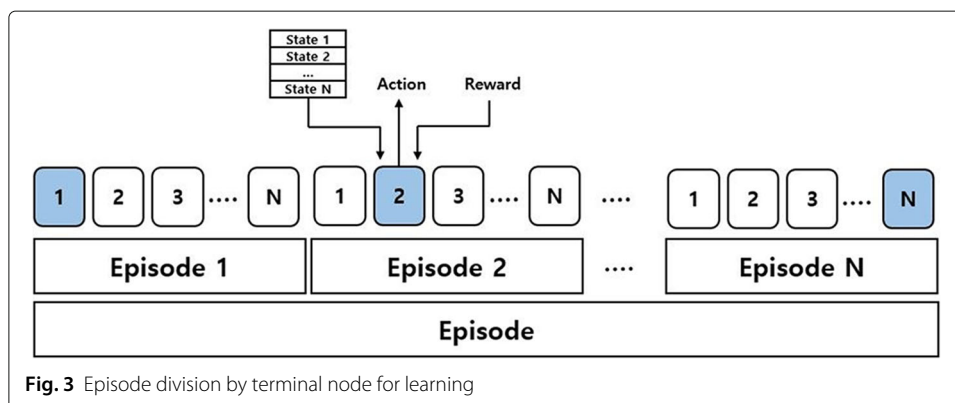 State 1
State 2
...
State N
Action
Reward
1 2 3 .... N 1 2 3 .... N .... 1 2 3 .... N
Episode 1 Episode 2 .... Episode N
Episode
Fig. 3 Episode division by terminal node for learning